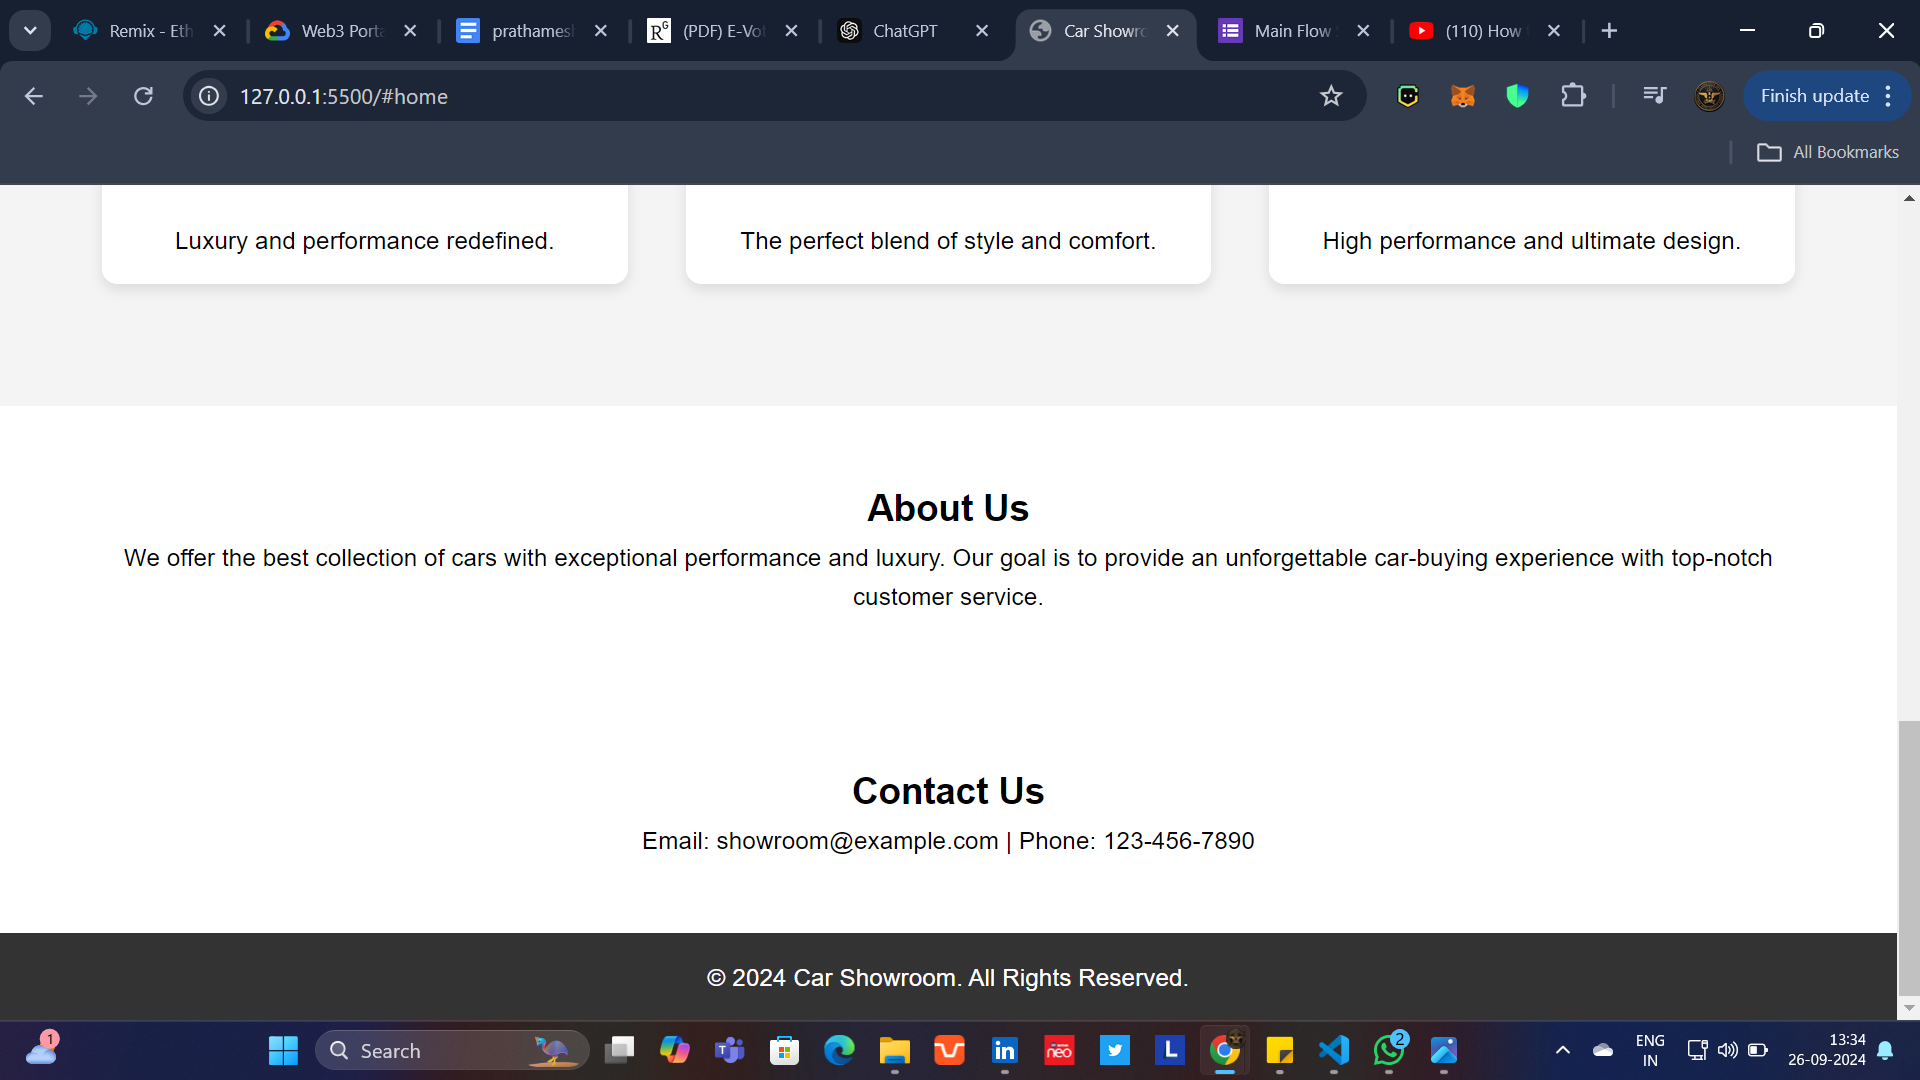 Remix - Eth
Web3 Porta
prathamesh
(PDF) E-Vot
ChatGPT
Car Showro
Main Flow S
(110) How t
127.0.0.1:5500/#home
Finish update
All Bookmarks
Luxury and performance redefined.
The perfect blend of style and comfort.
High performance and ultimate design.
About Us
We offer the best collection of cars with exceptional performance and luxury. Our goal is to provide an unforgettable car-buying experience with top-notch
customer service.
Contact Us
Email: showroom@example.com | Phone: 123-456-7890
© 2024 Car Showroom. All Rights Reserved.
1
Search
neo
L
2
ENG
IN
13:34
26-09-2024